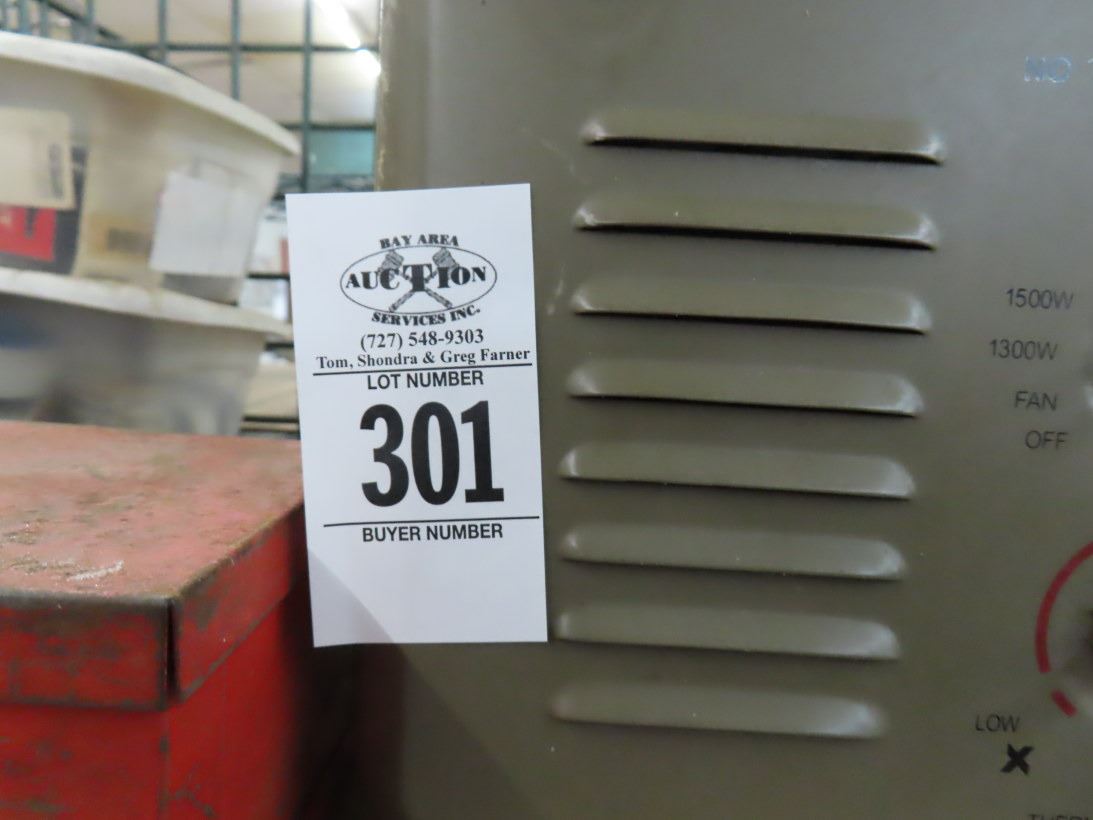 BAY AREA
AUCTION
SERVICES INC.
(727) 548-9303
Tom, Shondra & Greg Farner
LOT NUMBER
301
BUYER NUMBER
NO
1500W
1300W
FAN
OFF
LOW